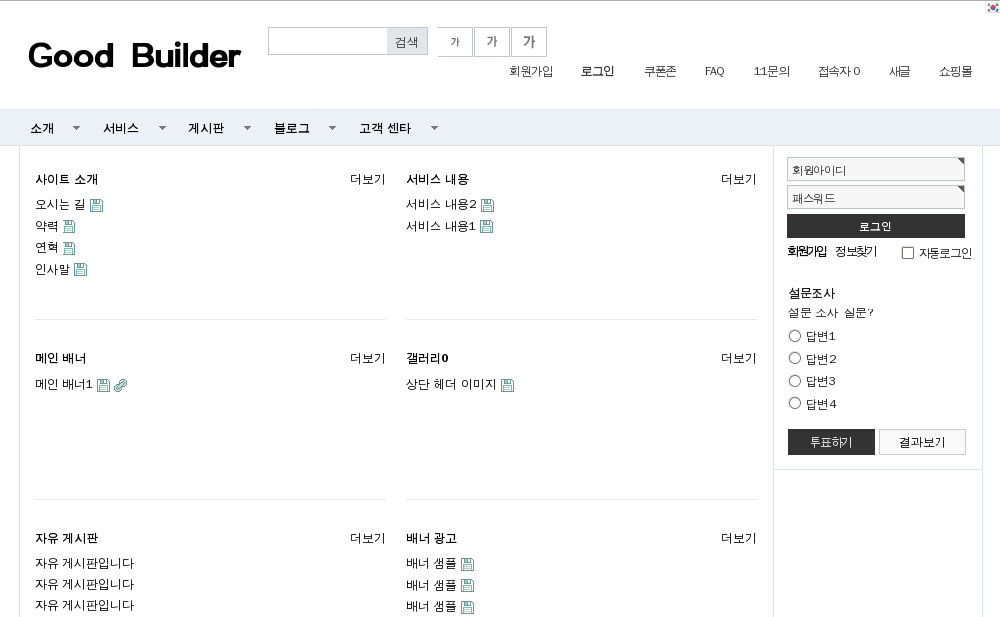 Good Builder
검색
가 가 가
회원가입 로그인 쿠폰존 FAQ 1:1문의 접속자 0 새글 쇼핑몰
소개 서비스 게시판 블로그 고객 센타
사이트 소개 더보기
오시는 길
약력
연혁
인사말
서비스 내용 더보기
서비스 내용2
서비스 내용1
메인 배너 더보기
메인 배너1
갤러리0 더보기
상단 헤더 이미지
자유 게시판 더보기
자유 게시판입니다
자유 게시판입니다
자유 게시판입니다
배너 광고 더보기
배너 샘플
배너 샘플
배너 샘플
회원아이디
패스워드
로그인
회원가입 정보찾기 자동로그인
설문조사
설문 조사 실문?
답변1
답변2
답변3
답변4
투표하기 결과보기